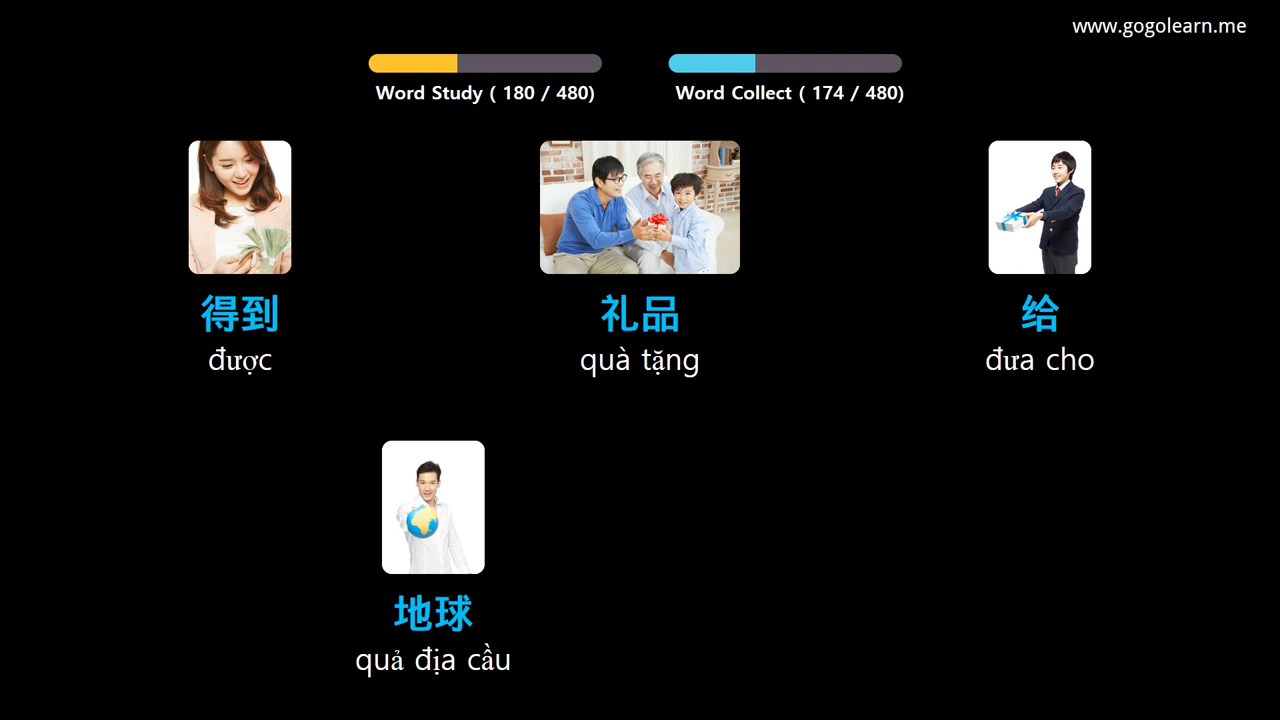 www.gogolearn.me
Word Study ( 180 / 480)
Word Collect ( 174 / 480)
得到
được
礼品
quà tặng
给
đưa cho
地球
quả địa cầu